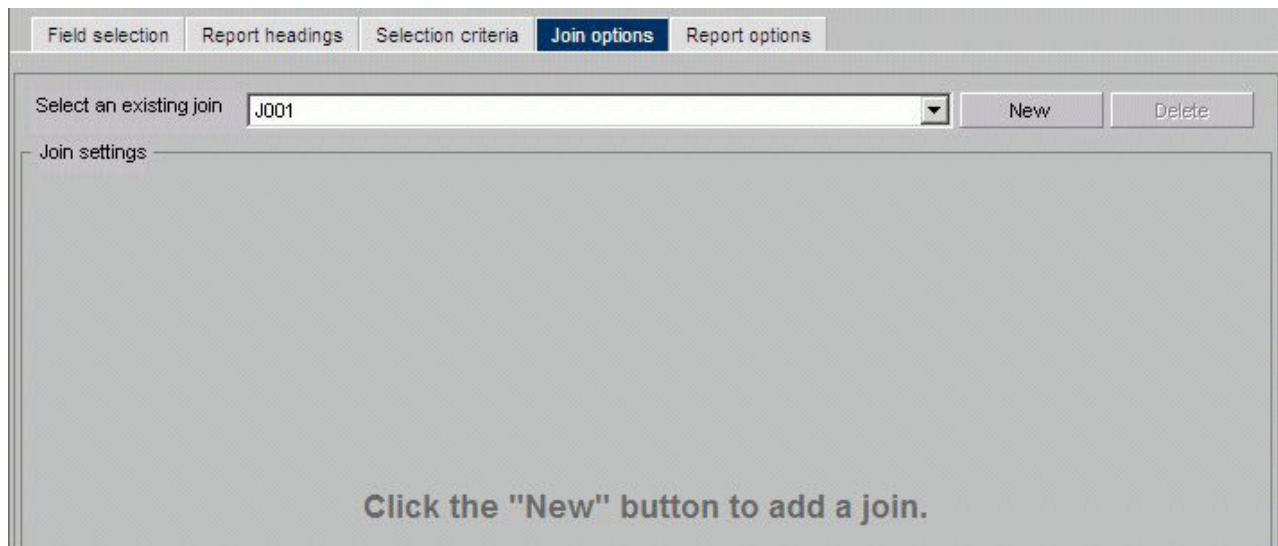 Field selection Report headings Selection criteria Join options Report options
Select an existing join J001 New Delete
Join settings
Click the "New" button to add a join.